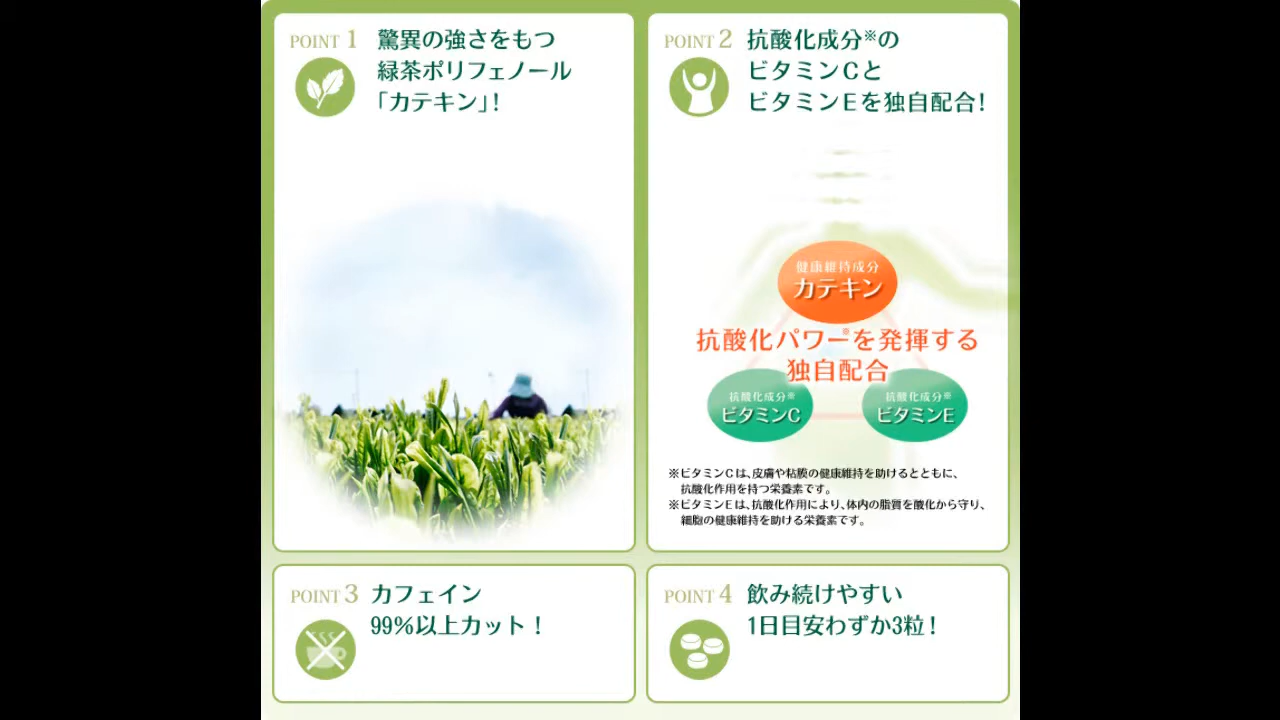 POINT 1 驚異の強さをもつ
緑茶ポリフェノール
「カテキン」!
POINT 2 抗酸化成分※の
ビタミンCと
ビタミンEを独自配合!
健康維持成分
カテキン
抗酸化パワー※を発揮する
独自配合
抗酸化成分※
ビタミンC
抗酸化成分※
ビタミンE
※ビタミンCは、皮膚や粘膜の健康維持を助けるとともに、
抗酸化作用を持つ栄養素です。
※ビタミンEは、抗酸化作用により、体内の脂質を酸化から守り、
細胞の健康維持を助ける栄養素です。
POINT 3 カフェイン
99%以上カット!
POINT 4 飲み続けやすい
1日目安わずか3粒!